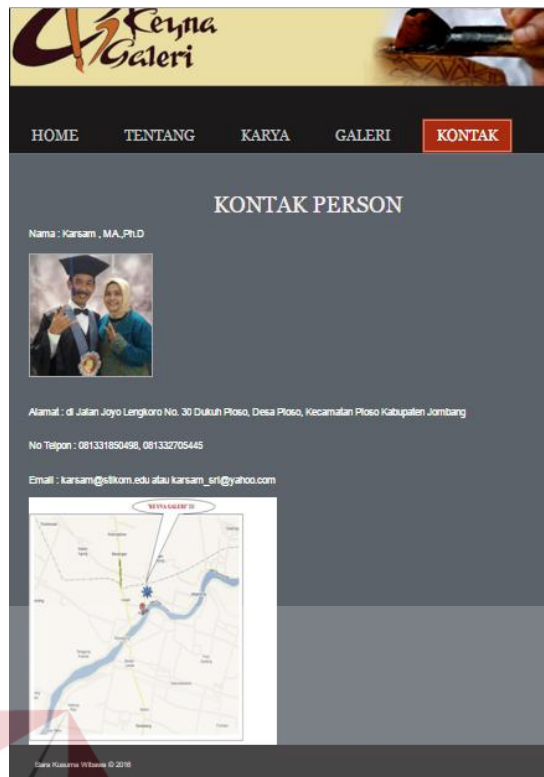 Keyna
Galeri
HOME TENTANG KARYA GALERI KONTAK
KONTAK PERSON
Nama : Karsam , MA.,Ph.D
Alamat : di Jalan Joyo Lengkoro No. 30 Dukuh Ploso, Desa Ploso, Kecamatan Ploso Kabupaten Jombang
No Telpon : 081331850498, 081332705445
Email : karsam@stikom.edu atau karsam_sri@yahoo.com
"KEYNA GALERI" III
Bara Kusuma Wibawa © 2016